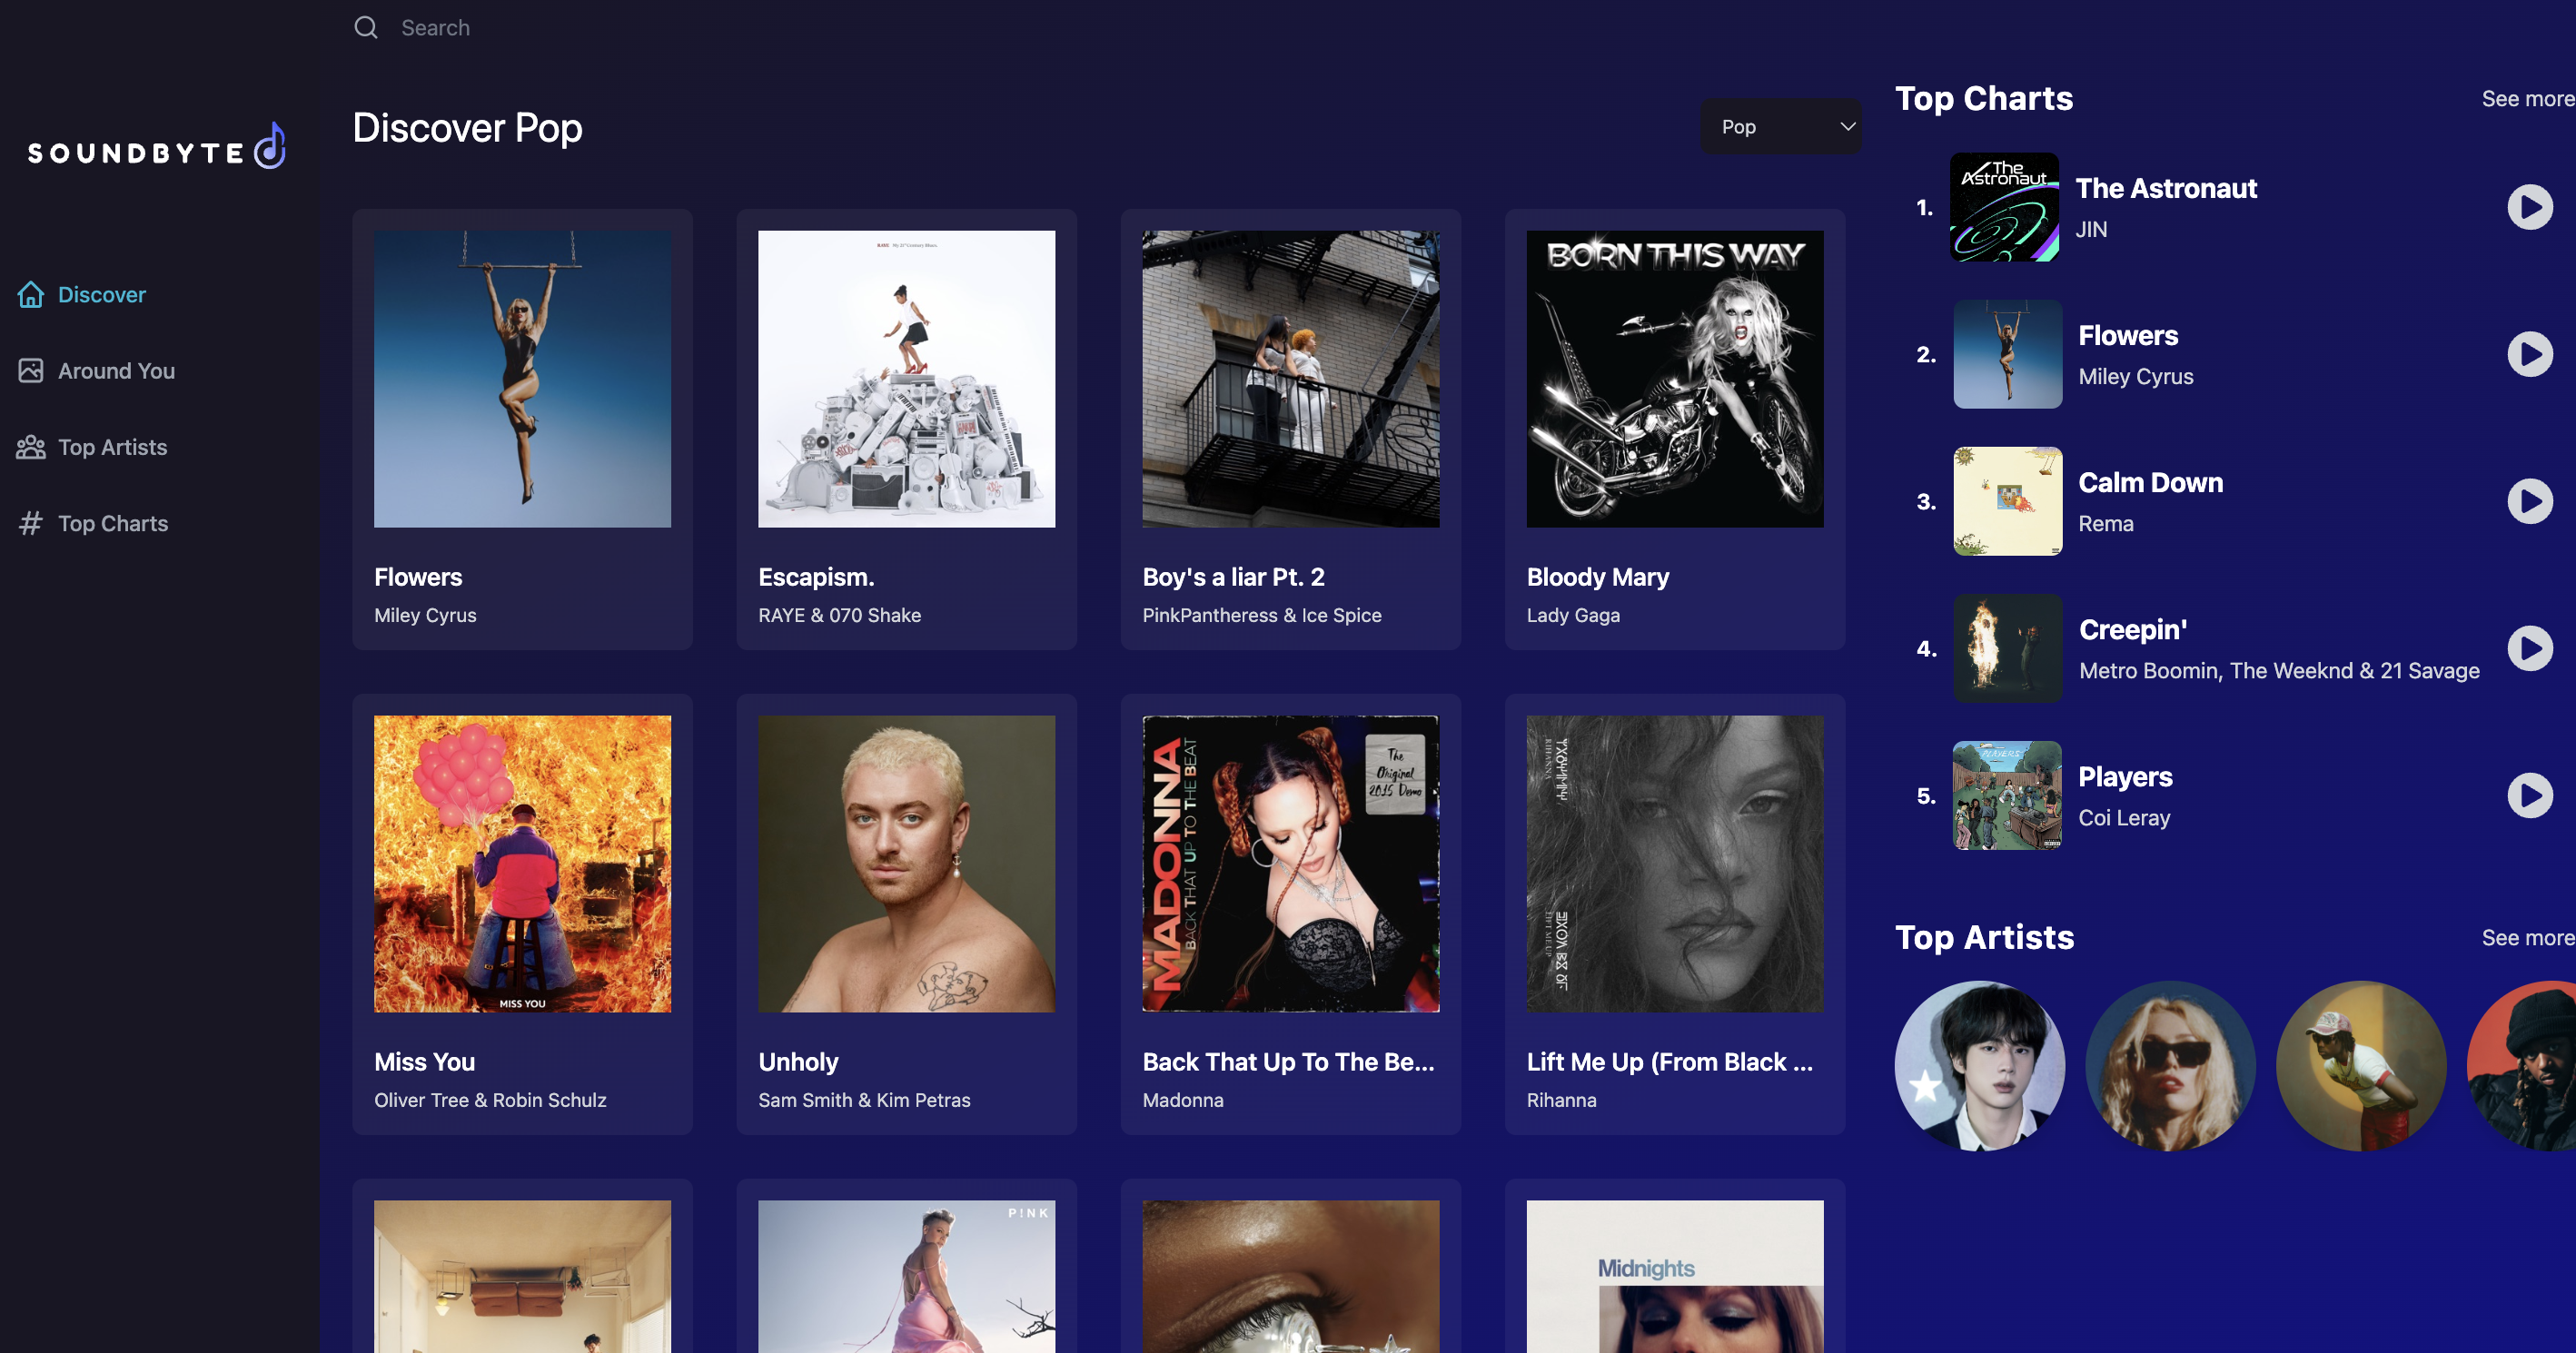 Search
SOUNDBYTE
Discover
Around You
Top Artists
Top Charts
Discover Pop
Pop
BORN THIS WAY
Flowers
Miley Cyrus
Escapism.
RAYE & 070 Shake
Boy's a liar Pt. 2
PinkPantheress & Ice Spice
Bloody Mary
Lady Gaga
MISS YOU
MADONNA
BACK THAT UP TO THE BEAT
The
Original
2015 Demo
RIHANNA
LIFT ME UP
Miss You
Oliver Tree & Robin Schulz
Unholy
Sam Smith & Kim Petras
Back That Up To The Be...
Madonna
Lift Me Up (From Black ...
Rihanna
P!NK
Midnights
Top Charts
See more
1.
The
Astronaut
The Astronaut
JIN
2.
Flowers
Miley Cyrus
3.
Calm Down
Rema
4.
Creepin'
Metro Boomin, The Weeknd & 21 Savage
5.
PLAYERS
Players
Coi Leray
Top Artists
See more